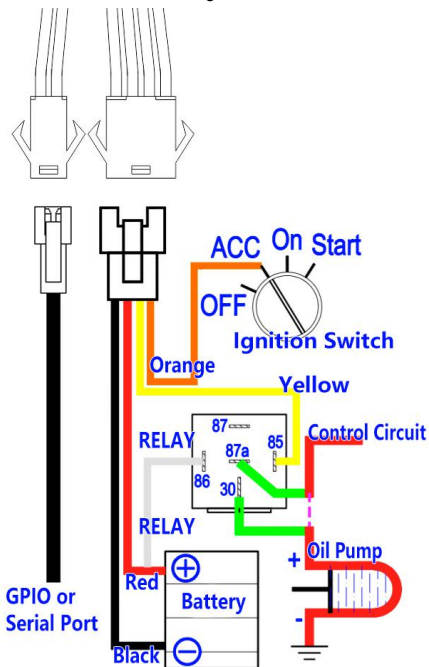 ACC On Start
OFF
Ignition Switch
Orange
Yellow
87
RELAY
87a
85
Control Circuit
86
30
RELAY
+ Oil Pump
Red
+
Battery
GPIO or
Serial Port
-
Black
-